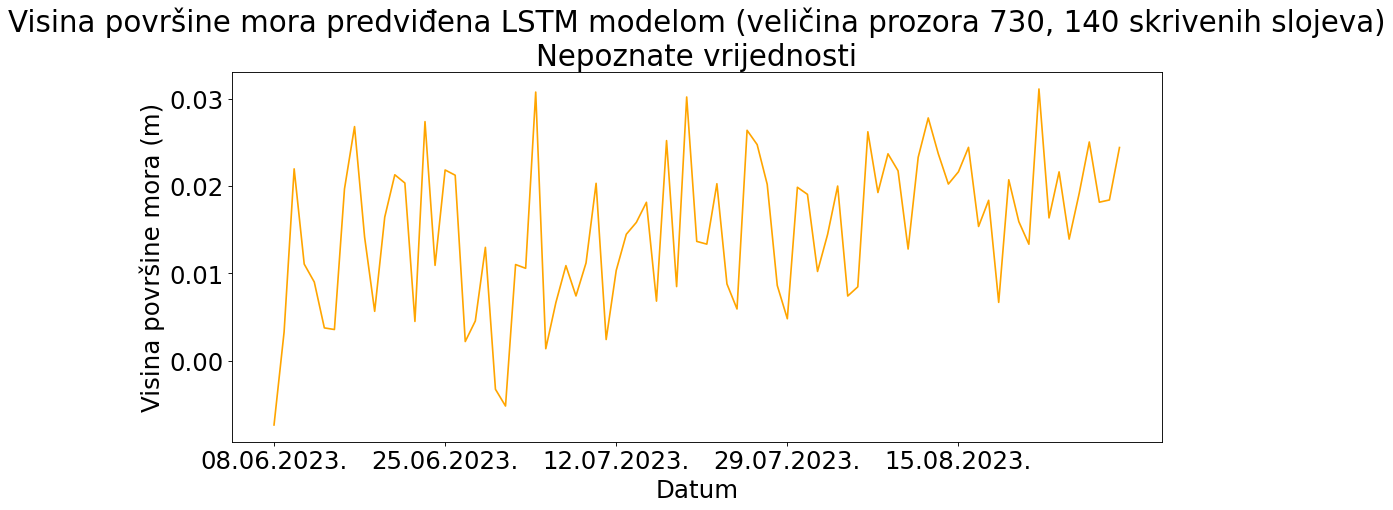 Visina površine mora predviđena LSTM modelom (veličina prozora 730, 140 skrivenih slojeva)
Nepoznate vrijednosti
Visina površine mora (m)
0.03
0.02
0.01
0.00
08.06.2023.
25.06.2023.
12.07.2023.
29.07.2023.
15.08.2023.
Datum